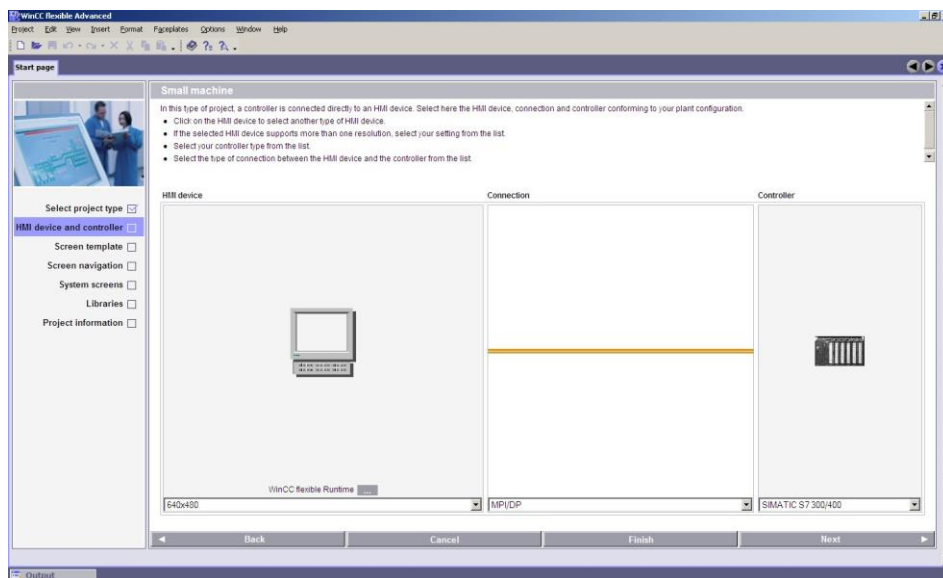 WinCC flexible Advanced
Project Edit View Insert Format Faceplates Options Window Help
Start page
Small machine
In this type of project, a controller is connected directly to an HMI device. Select here the HMI device, connection and controller conforming to your plant configuration.
• Click on the HMI device to select another type of HMI device.
• If the selected HMI device supports more than one resolution, select your setting from the list.
• Select your controller type from the list.
• Select the type of connection between the HMI device and the controller from the list.
HMI device Connection Controller
Select project type
HMI device and controller
Screen template
Screen navigation
System screens
Libraries
Project information
WinCC flexible Runtime ...
640x480 MPI/DP SIMATIC S7 300/400
Back Cancel Finish Next
Output